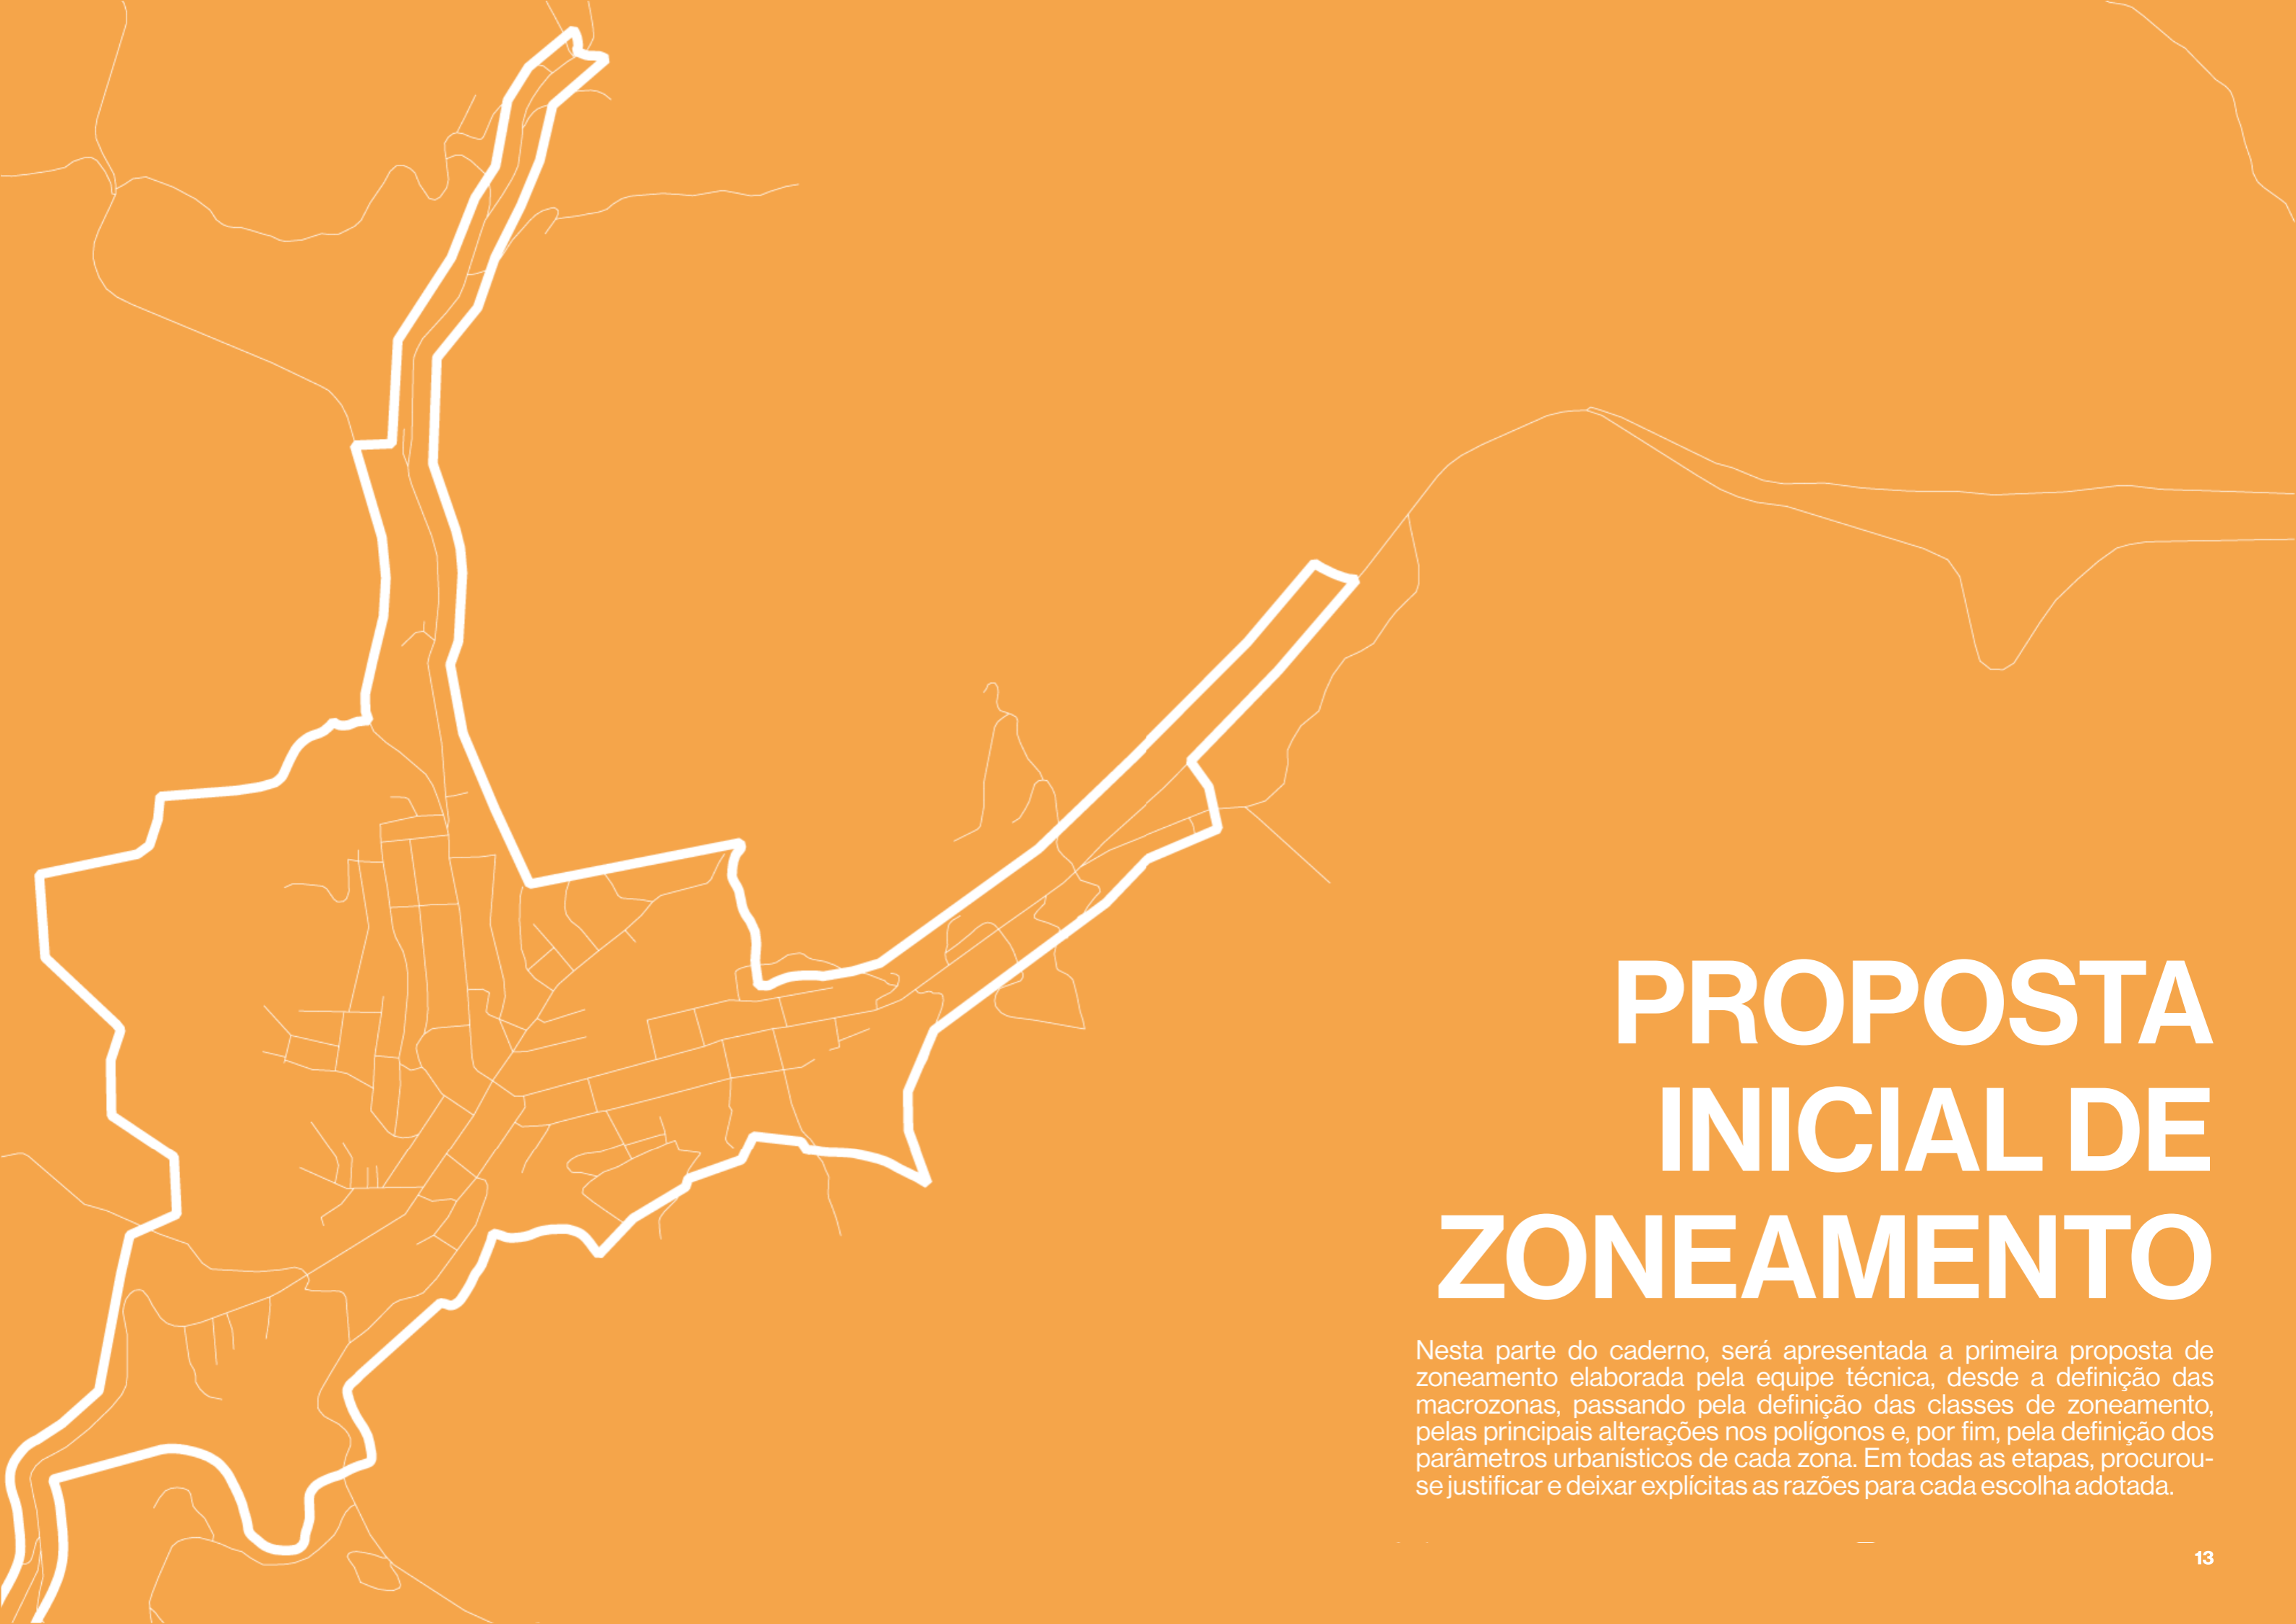 PROPOSTA
INICIAL DE
ZONEAMENTO
Nesta parte do caderno, será apresentada a primeira proposta de
zoneamento elaborada pela equipe técnica, desde a definição das
macrozonas, passando pela definição das classes de zoneamento,
pelas principais alterações nos polígonos e, por fim, pela definição dos
parâmetros urbanísticos de cada zona. Em todas as etapas, procurou-
se justificar e deixar explícitas as razões para cada escolha adotada.
13